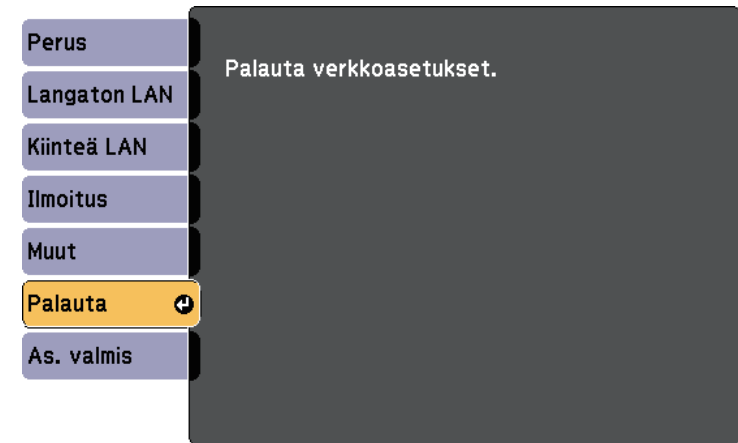 Perus
Langaton LAN
Kiinteä LAN
Ilmoitus
Muut
Palauta
As. valmis
Palauta verkkoasetukset.